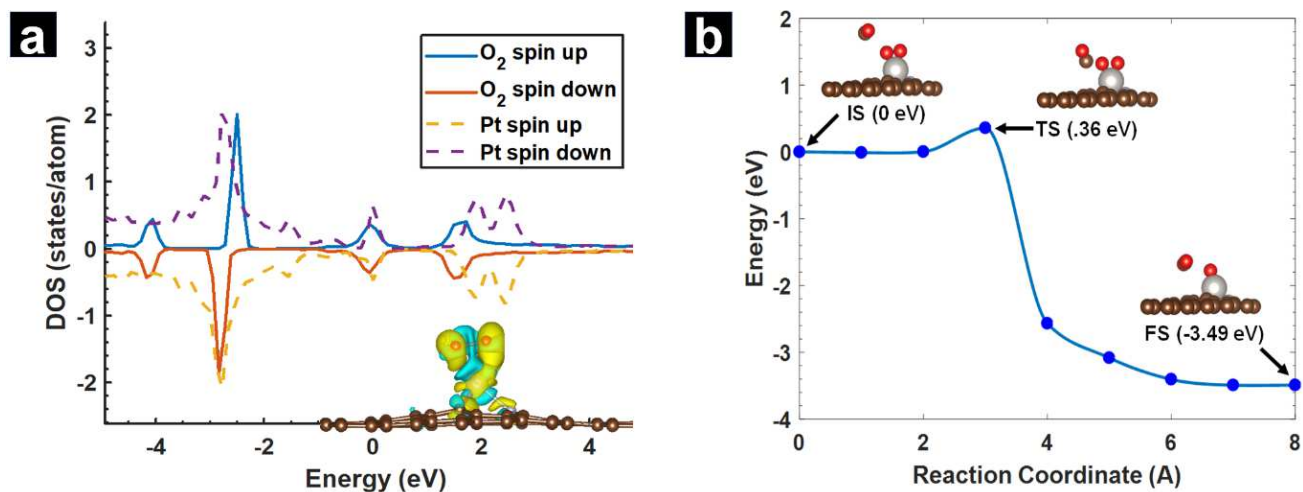 a
3
2
1
0
-1
-2
DOS (states/atom)
O2 spin up
O2 spin down
Pt spin up
Pt spin down
-4
-2
0
2
4
Energy (eV)
b
2
1
0
-1
-2
-3
-4
Energy (eV)
IS (0 eV)
TS (.36 eV)
FS (-3.49 eV)
0
2
4
6
8
Reaction Coordinate (A)